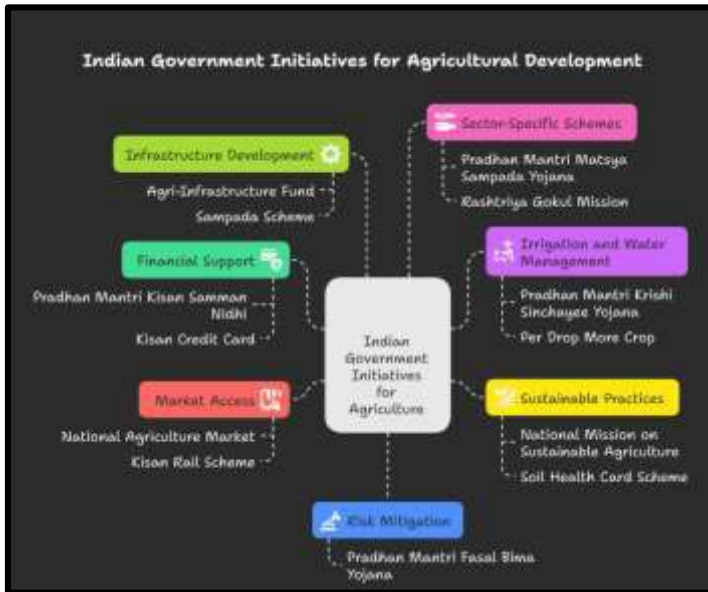 Indian Government Initiatives for Agricultural Development
Sector-Specific Schemes
Pradhan Mantri Matsya
Sampada Yojana
Rashtriya Gokul Mission
Infrastructure Development
Agri-Infrastructure Fund
Sampada Scheme
Irrigation and Water
Management
Pradhan Mantri Krishi
Sinchayee Yojana
Per Drop More Crop
Financial Support
Pradhan Mantri Kisan Samman
Nidhi
Kisan Credit Card
Indian
Government
Initiatives
for
Agriculture
Market Access
National Agriculture Market
Kisan Rail Scheme
Sustainable Practices
National Mission on
Sustainable Agriculture
Soil Health Card Scheme
Risk Mitigation
Pradhan Mantri Fasal Bima
Yojana